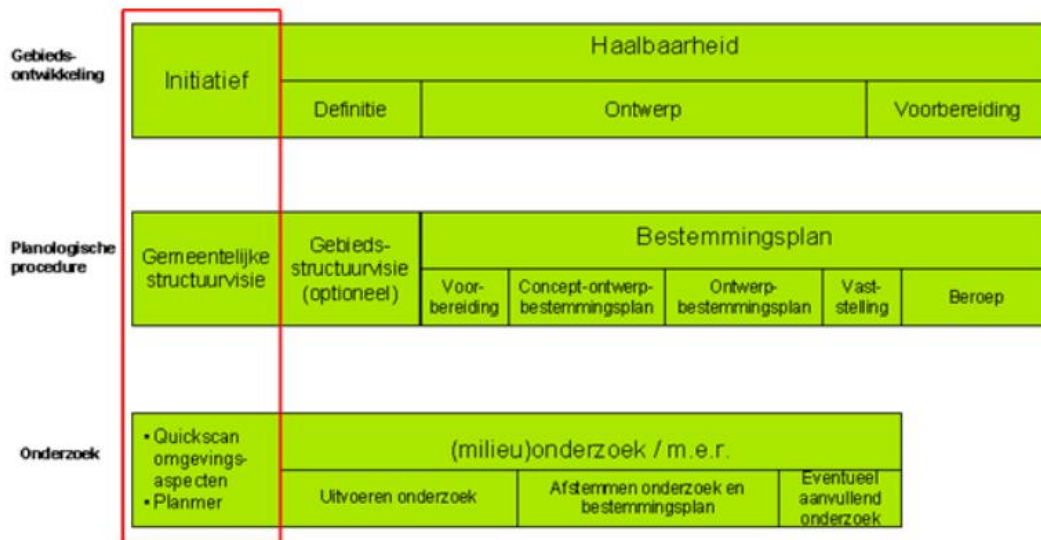 Gebieds-
ontwikkeling
Initiatief
Haalbaarheid
Definitie
Ontwerp
Voorbereiding
Planologische
procedure
Gemeentelijke
structuurvisie
Gebieds-
structuurvisie
(optioneel)
Bestemmingsplan
Voor-
bereiding
Concept-ontwerp-
bestemmingsplan
Ontwerp-
bestemmingsplan
Vast-
stelling
Beroep
Onderzoek
• Quickscan
omgevings-
aspecten
• Planmer
(milieu)onderzoek / m.e.r.
Uitvoeren onderzoek
Afstemmen onderzoek en
bestemmingsplan
Eventueel
aanvullend
onderzoek